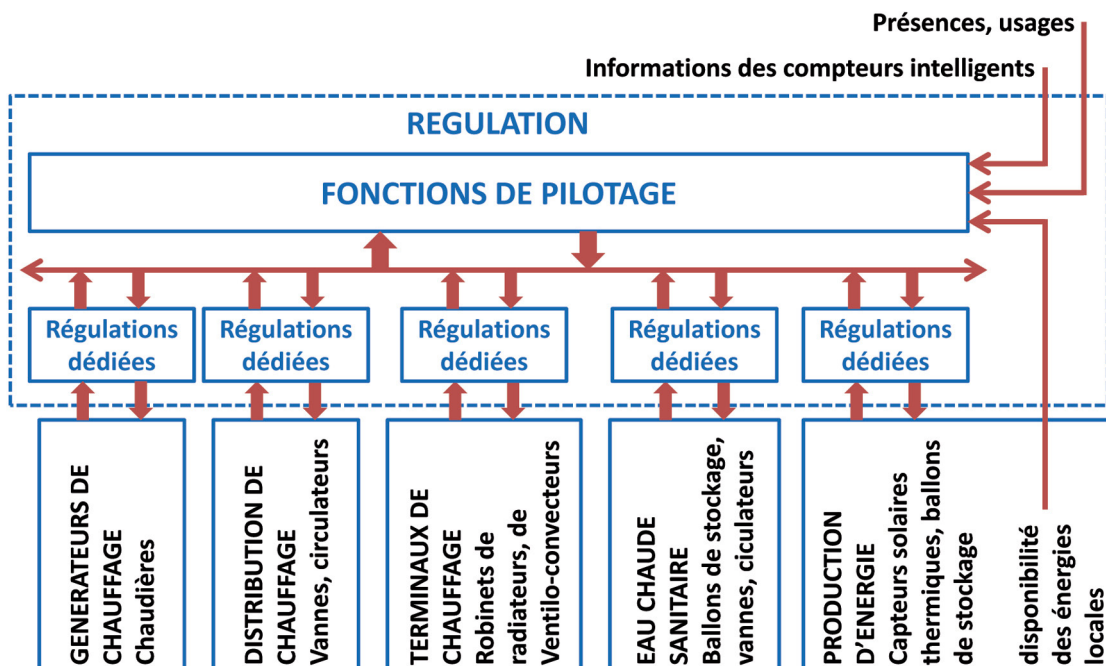 Présences, usages
Informations des compteurs intelligents
REGULATION
FONCTIONS DE PILOTAGE
Régulations
dédiées
Régulations
dédiées
Régulations
dédiées
Régulations
dédiées
Régulations
dédiées
GENERATEURS DE
CHAUFFAGE
Chaudières
DISTRIBUTION DE
CHAUFFAGE
Vannes, circulateurs
TERMINAUX DE
CHAUFFAGE
Robinets de
radiateurs, de
Ventilo-convecteurs
EAU CHAUDE
SANITAIRE
Ballons de stockage,
vannes, ciculateurs
PRODUCTION
D’ENERGIE
Capteurs solaires
thermiques, ballons
de stockage
disponibilité
des énergies
locales